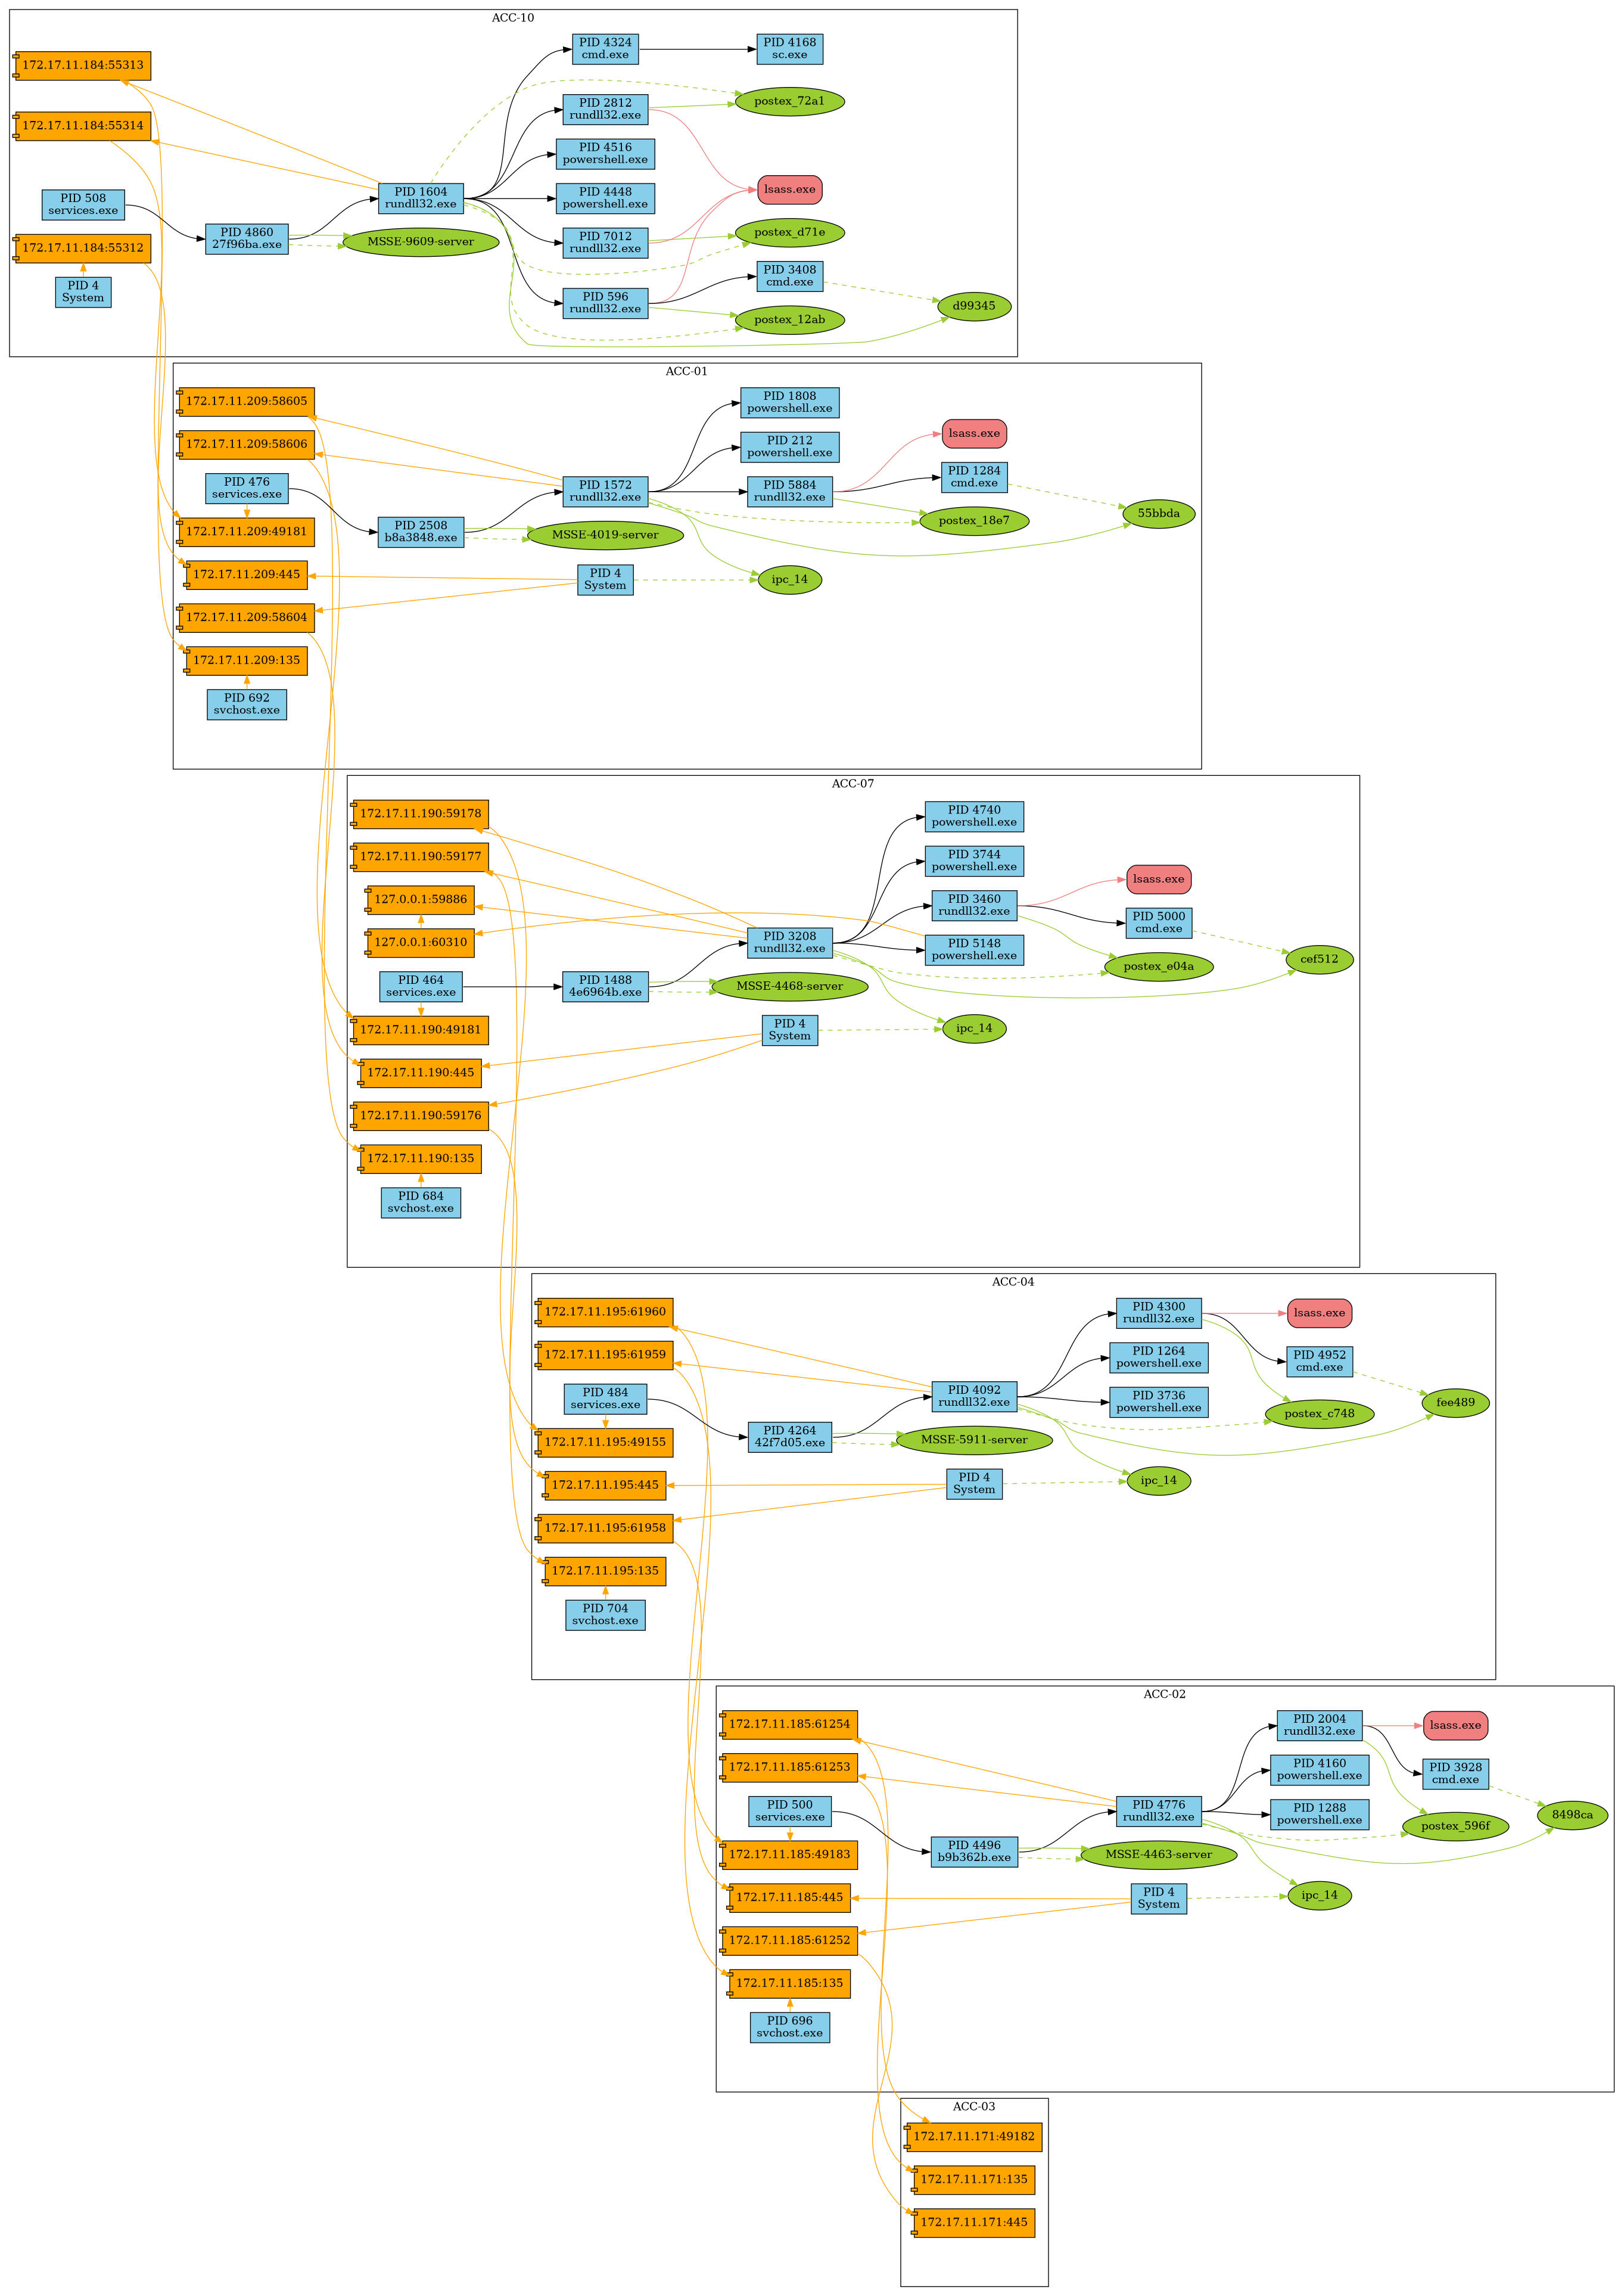 ACC-10
PID 4324
cmd.exe
PID 4168
sc.exe
172.17.11.184:55313
postex_72a1
PID 2812
rundll32.exe
172.17.11.184:55314
PID 4516
powershell.exe
lsass.exe
PID 508
services.exe
PID 1604
rundll32.exe
PID 4448
powershell.exe
PID 4860
27f96ba.exe
MSSE-9609-server
PID 7012
rundll32.exe
postex_d71e
172.17.11.184:55312
PID 3408
cmd.exe
PID 4
System
PID 596
rundll32.exe
d99345
postex_12ab
ACC-01
172.17.11.209:58605
PID 1808
powershell.exe
172.17.11.209:58606
PID 212
powershell.exe
lsass.exe
PID 476
services.exe
PID 1572
rundll32.exe
PID 5884
rundll32.exe
PID 1284
cmd.exe
172.17.11.209:49181
PID 2508
b8a3848.exe
MSSE-4019-server
postex_18e7
55bbda
172.17.11.209:445
PID 4
System
ipc_14
172.17.11.209:58604
172.17.11.209:135
PID 692
svchost.exe
ACC-07
172.17.11.190:59178
PID 4740
powershell.exe
172.17.11.190:59177
PID 3744
powershell.exe
lsass.exe
127.0.0.1:59886
PID 3460
rundll32.exe
PID 5000
cmd.exe
127.0.0.1:60310
PID 3208
rundll32.exe
PID 5148
powershell.exe
cef512
PID 464
services.exe
PID 1488
4e6964b.exe
MSSE-4468-server
postex_e04a
172.17.11.190:49181
PID 4
System
ipc_14
172.17.11.190:445
172.17.11.190:59176
172.17.11.190:135
PID 684
svchost.exe
ACC-04
172.17.11.195:61960
PID 4300
rundll32.exe
lsass.exe
172.17.11.195:61959
PID 1264
powershell.exe
PID 4952
cmd.exe
PID 484
services.exe
PID 4092
rundll32.exe
PID 3736
powershell.exe
postex_c748
fee489
172.17.11.195:49155
PID 4264
42f7d05.exe
MSSE-5911-server
172.17.11.195:445
PID 4
System
ipc_14
172.17.11.195:61958
172.17.11.195:135
PID 704
svchost.exe
ACC-02
172.17.11.185:61254
PID 2004
rundll32.exe
lsass.exe
172.17.11.185:61253
PID 4160
powershell.exe
PID 3928
cmd.exe
PID 500
services.exe
PID 4776
rundll32.exe
PID 1288
powershell.exe
postex_596f
8498ca
172.17.11.185:49183
PID 4496
b9b362b.exe
MSSE-4463-server
172.17.11.185:445
PID 4
System
ipc_14
172.17.11.185:61252
172.17.11.185:135
PID 696
svchost.exe
ACC-03
172.17.11.171:49182
172.17.11.171:135
172.17.11.171:445